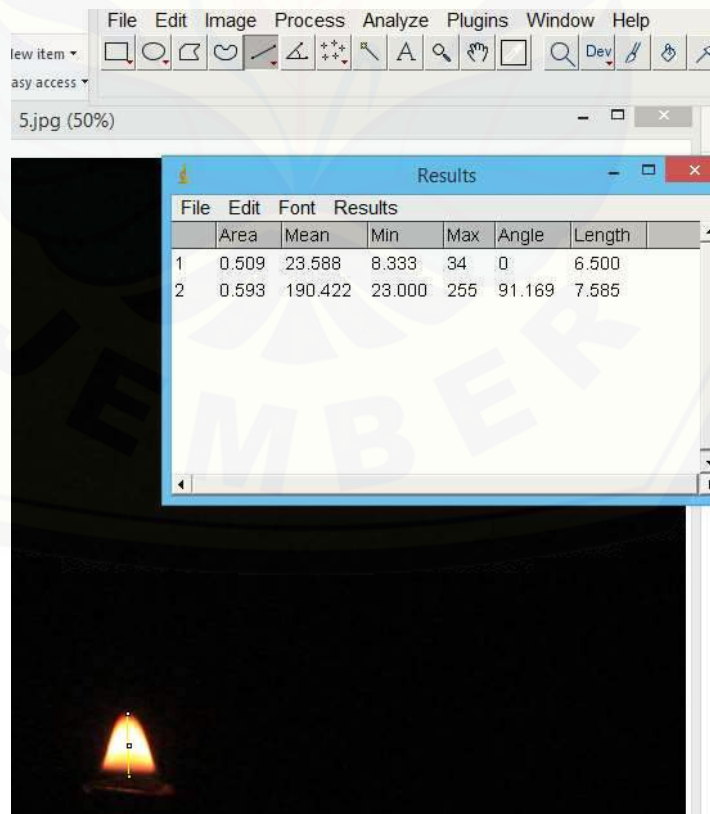 File Edit Image Process Analyze Plugins Window Help
lew item
asy access
A Dev
5.jpg (50%)
Results
File Edit Font Results
Area Mean Min Max Angle Length
1 0.509 23.588 8.333 34 0 6.500
2 0.593 190.422 23.000 255 91.169 7.585
JEMBER